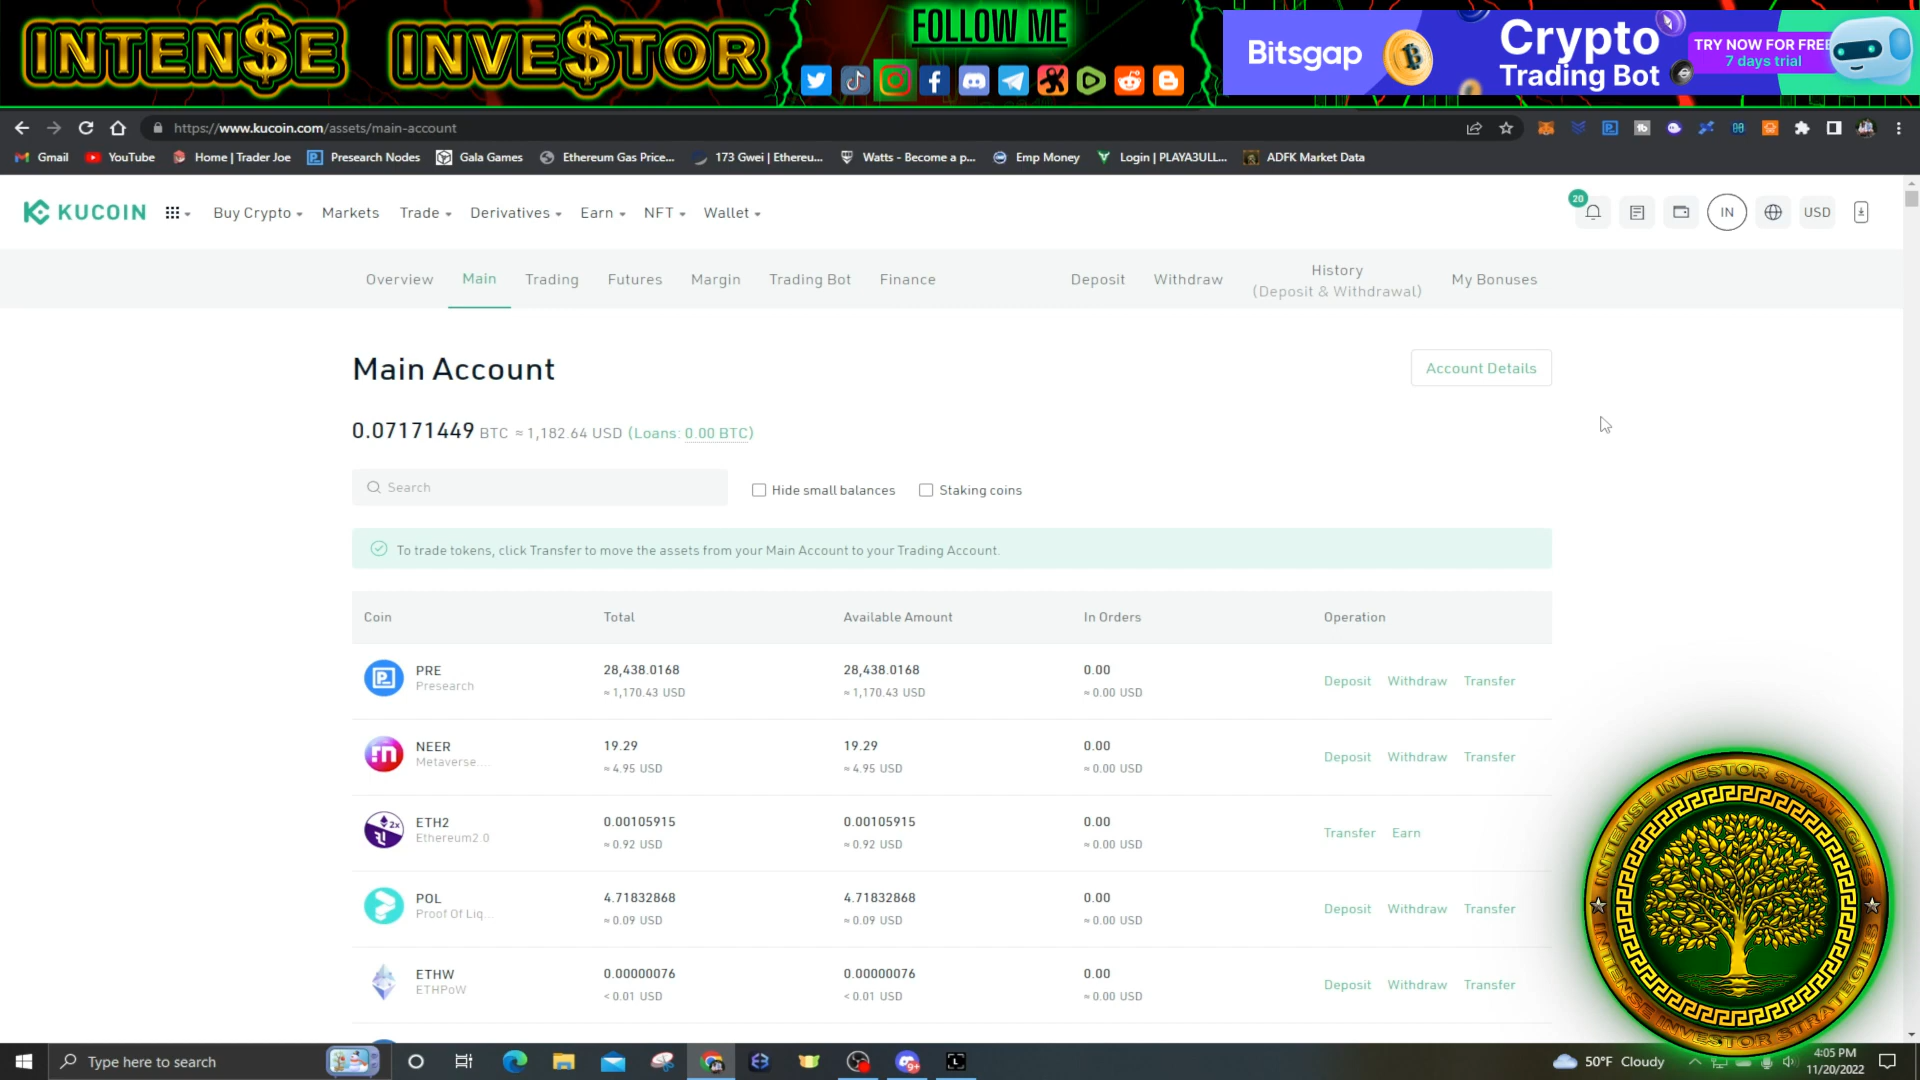 INTEN$E INVE$TOR
FOLLOW ME
Bitsgap
Crypto
Trading Bot
TRY NOW FOR FREE
7 days trial
https://www.kucoin.com/assets/main-account
Gmail YouTube Home | Trader Joe Presearch Nodes Gala Games Ethereum Gas Price... 173 Gwei | Ethereu... Watts - Become a p... Emp Money Login | PLAYA3ULL... ADFK Market Data
KUCOIN Buy Crypto Markets Trade Derivatives Earn NFT Wallet 20 IN USD
Overview Main Trading Futures Margin Trading Bot Finance Deposit Withdraw History My Bonuses
(Deposit & Withdrawal)
Main Account
Account Details
0.07171449 BTC ≈ 1,182.64 USD (Loans: 0.00 BTC)
Search Hide small balances Staking coins
To trade tokens, click Transfer to move the assets from your Main Account to your Trading Account.
Coin Total Available Amount In Orders Operation
PRE 28,438.0168 28,438.0168 0.00
Presearch ≈ 1,170.43 USD ≈ 1,170.43 USD ≈ 0.00 USD Deposit Withdraw Transfer
NEER 19.29 19.29 0.00
Metaverse.... ≈ 4.95 USD ≈ 4.95 USD ≈ 0.00 USD Deposit Withdraw Transfer
ETH2 0.00105915 0.00105915 0.00
Ethereum2.0 ≈ 0.92 USD ≈ 0.92 USD ≈ 0.00 USD Transfer Earn
POL 4.71832868 4.71832868 0.00
Proof Of Liq... ≈ 0.09 USD ≈ 0.09 USD ≈ 0.00 USD Deposit Withdraw Transfer
ETHW 0.00000076 0.00000076 0.00
ETHPoW < 0.01 USD < 0.01 USD ≈ 0.00 USD Deposit Withdraw Transfer
INTENSE INVESTOR STRATEGIES
INTENSE INVESTOR STRATEGIES
Type here to search
9+
50°F Cloudy
4:05 PM
11/20/2022